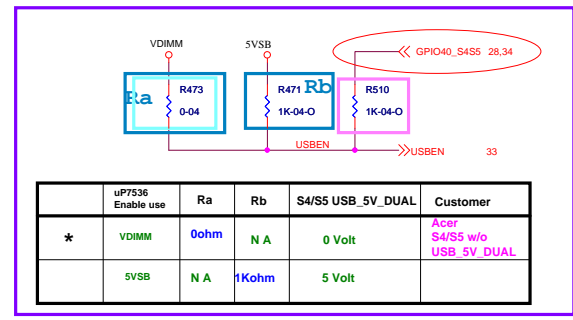 VDIMM
5VSB
GPIO40_S4S5 28,34
Ra
R473
0-04
R471
Rb
1K-04-O
R510
1K-04-O
USBEN
USBEN 33
uP7536 Enable use Ra Rb S4/S5 USB_5V_DUAL Customer
* VDIMM 0ohm N A 0 Volt Acer
S4/S5 w/o
USB_5V_DUAL
5VSB N A 1Kohm 5 Volt